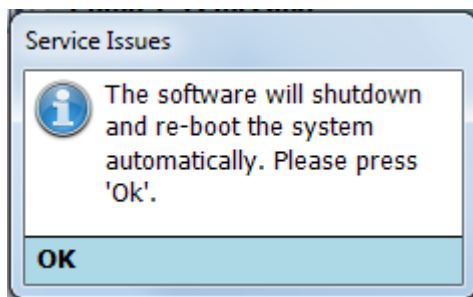 Service Issues
The software will shutdown
and re-boot the system
automatically. Please press
'Ok'.
OK